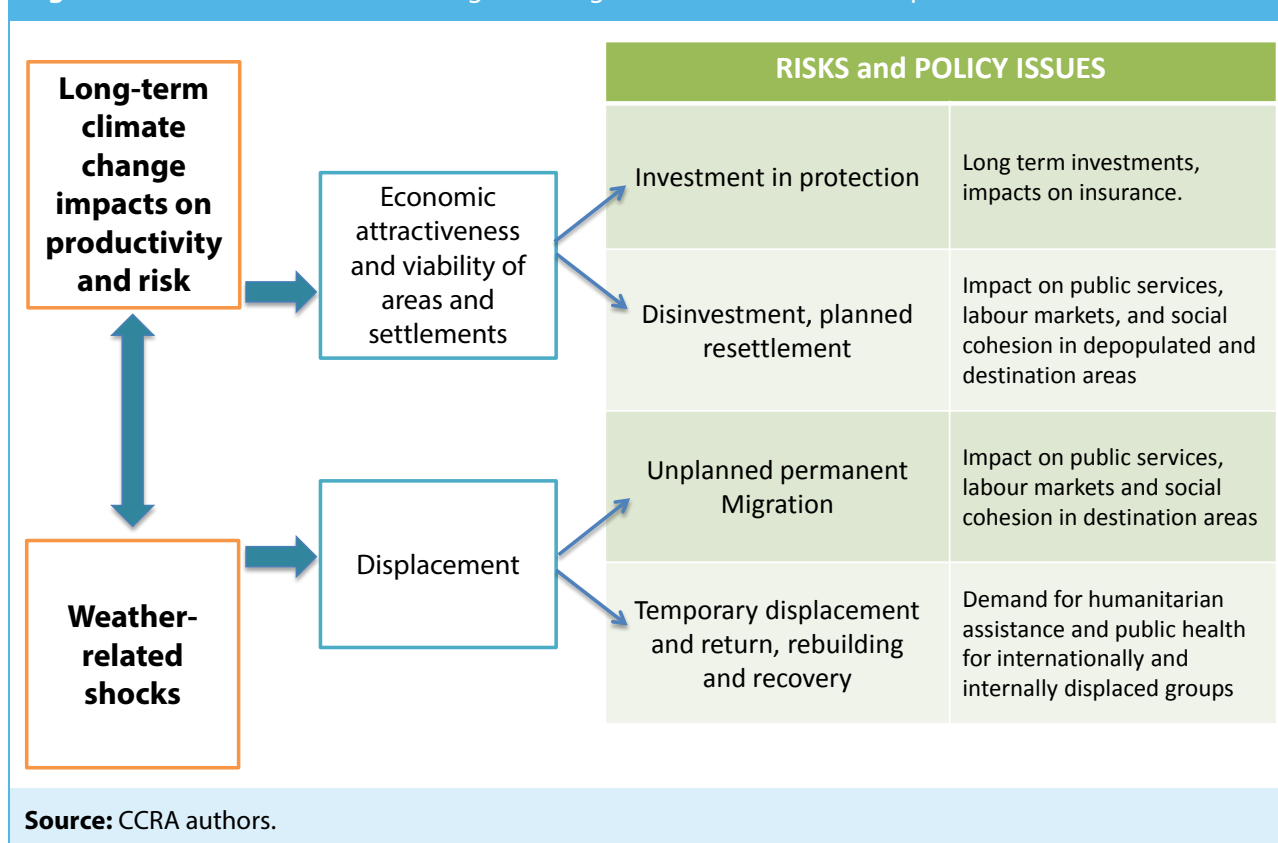 Long-term
climate
change
impacts on
productivity
and risk
Weather-
related
shocks
Economic
attractiveness
and viability of
areas and
settlements
Displacement
RISKS and POLICY ISSUES
Investment in protection
Long term investments,
impacts on insurance.
Disinvestment, planned
resettlement
Impact on public services,
labour markets, and social
cohesion in depopulated and
destination areas
Unplanned permanent
Migration
Impact on public services,
labour markets and social
cohesion in destination areas
Temporary displacement
and return, rebuilding
and recovery
Demand for humanitarian
assistance and public health
for internationally and
internally displaced groups
Source: CCRA authors.